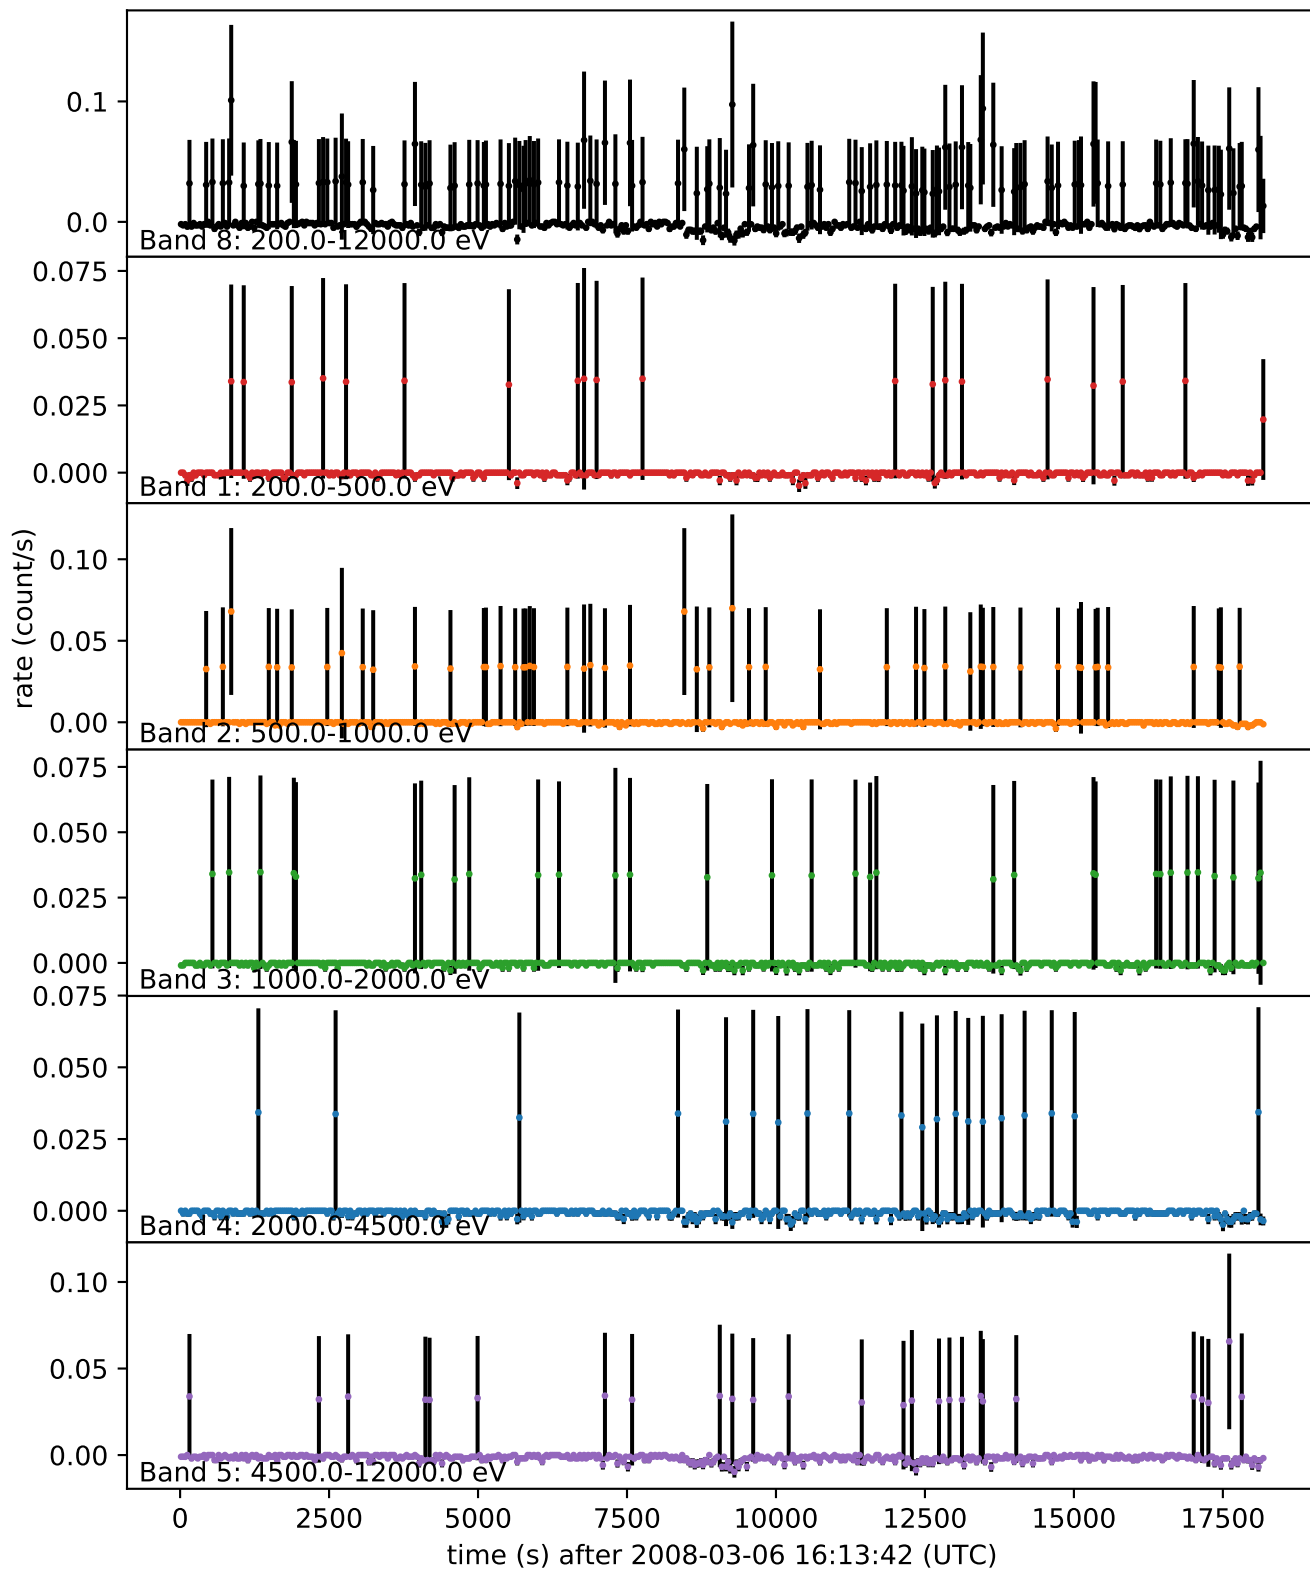 0.1
0.0
Band 8: 200.0-12000.0 eV
0.075
0.050
0.025
0.000
Band 1: 200.0-500.0 eV
rate (count/s)
0.10
0.05
0.00
Band 2: 500.0-1000.0 eV
0.075
0.050
0.025
0.000
Band 3: 1000.0-2000.0 eV
0.075
0.050
0.025
0.000
Band 4: 2000.0-4500.0 eV
0.10
0.05
0.00
Band 5: 4500.0-12000.0 eV
0 2500 5000 7500 10000 12500 15000 17500
time (s) after 2008-03-06 16:13:42 (UTC)